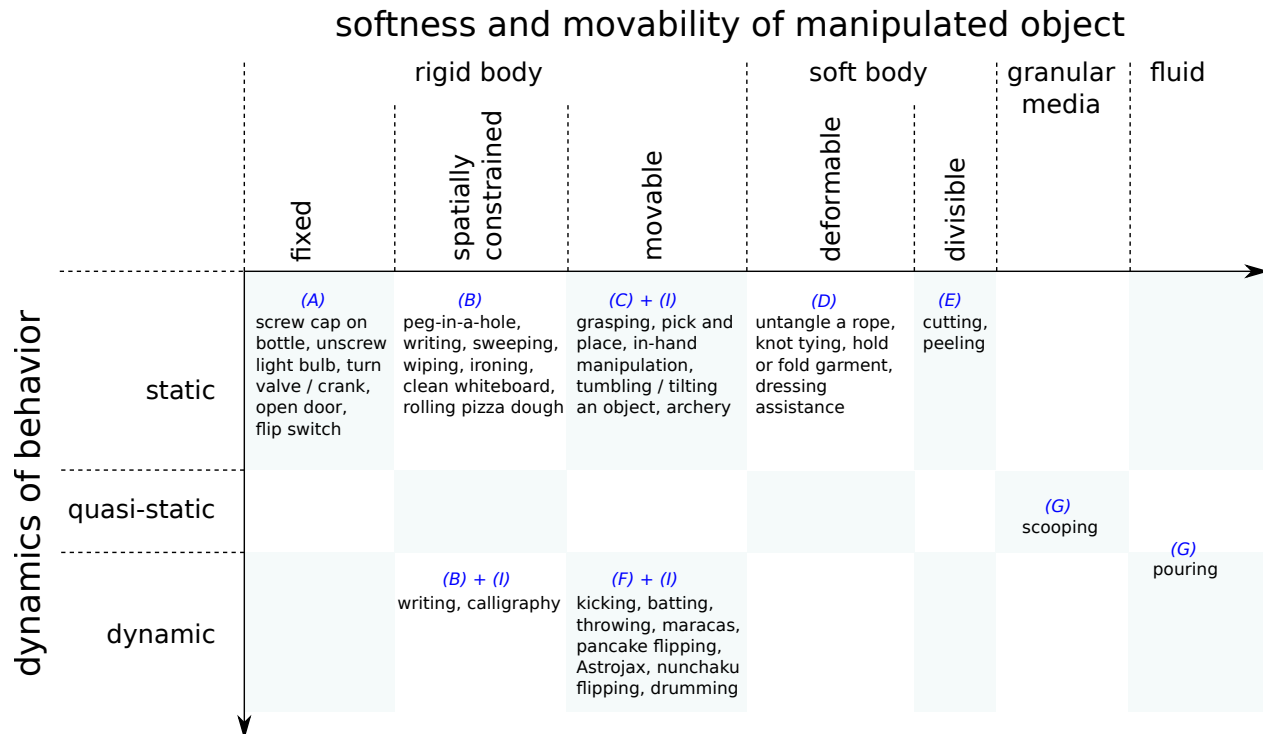 softness and movability of manipulated object
rigid body
soft body
granular
media
fluid
fixed
spatially
constrained
movable
deformable
divisible
dynamics of behavior
static
(A)
screw cap on
bottle, unscrew
light bulb, turn
valve / crank,
open door,
flip switch
(B)
peg-in-a-hole,
writing, sweeping,
wiping, ironing,
clean whiteboard,
rolling pizza dough
(C) + (I)
grasping, pick and
place, in-hand
manipulation,
tumbling / tilting
an object, archery
(D)
untangle a rope,
knot tying, hold
or fold garment,
dressing
assistance
(E)
cutting,
peeling
quasi-static
(G)
scooping
(G)
pouring
dynamic
(B) + (I)
writing, calligraphy
(F) + (I)
kicking, batting,
throwing, maracas,
pancake flipping,
Astrojax, nunchaku
flipping, drumming